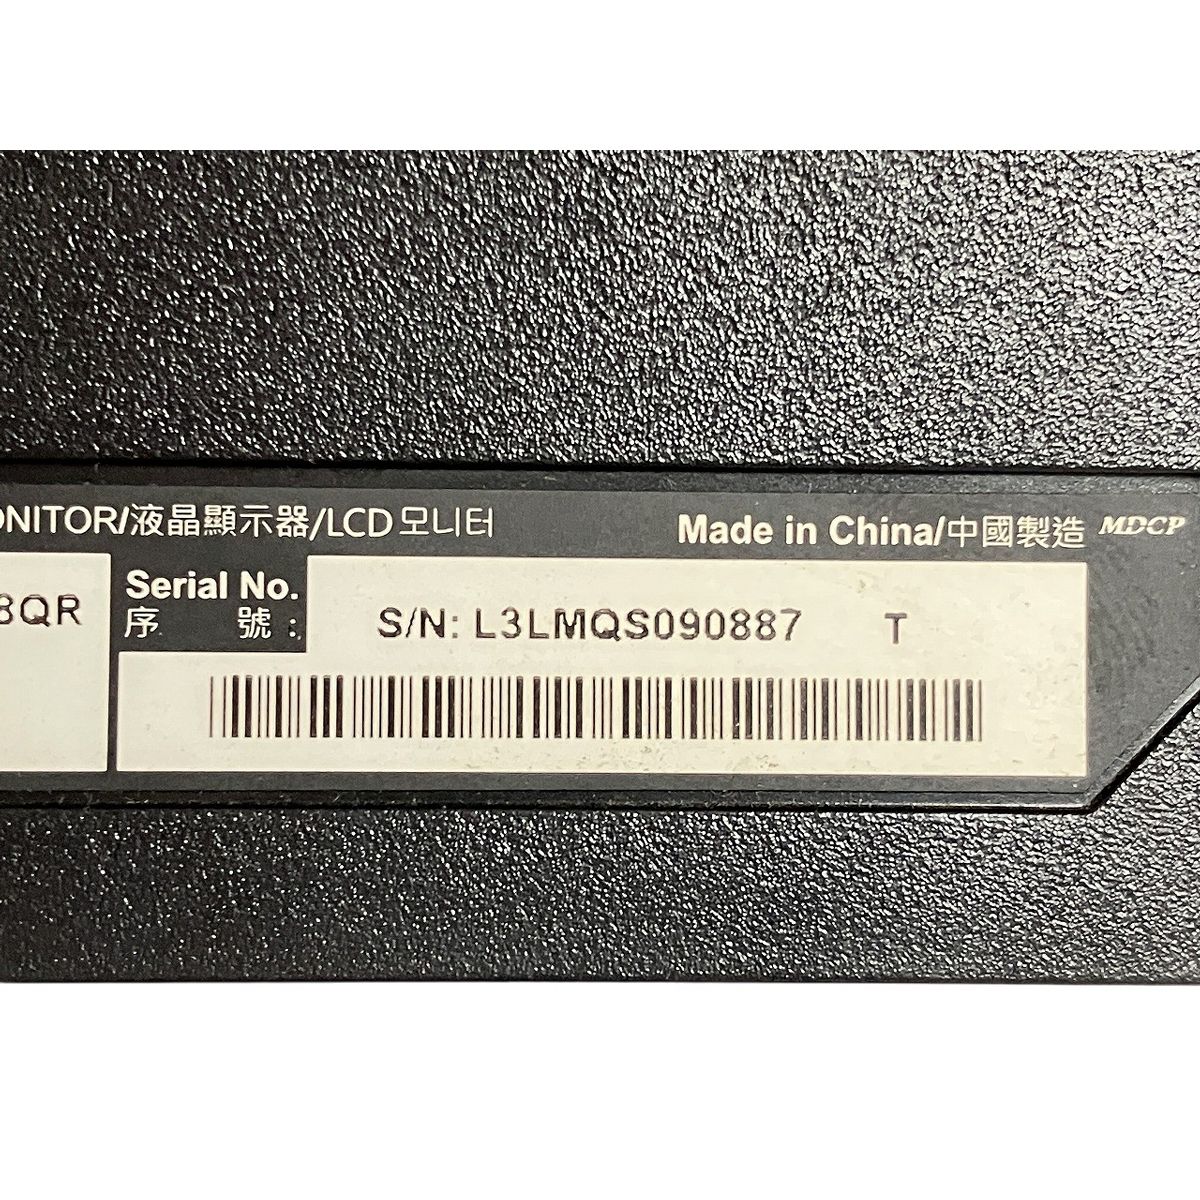 ONITOR/液晶顯示器/LCD 모니터
Made in China/中國製造 MDCP
8QR
Serial No.
序 號 :
S/N: L3LMQS090887 T